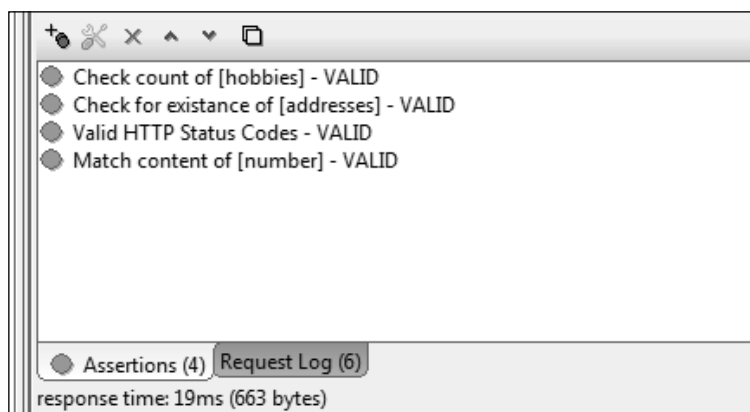 Check count of [hobbies] - VALID
Check for existance of [addresses] - VALID
Valid HTTP Status Codes - VALID
Match content of [number] - VALID
Assertions (4) Request Log (6)
response time: 19ms (663 bytes)